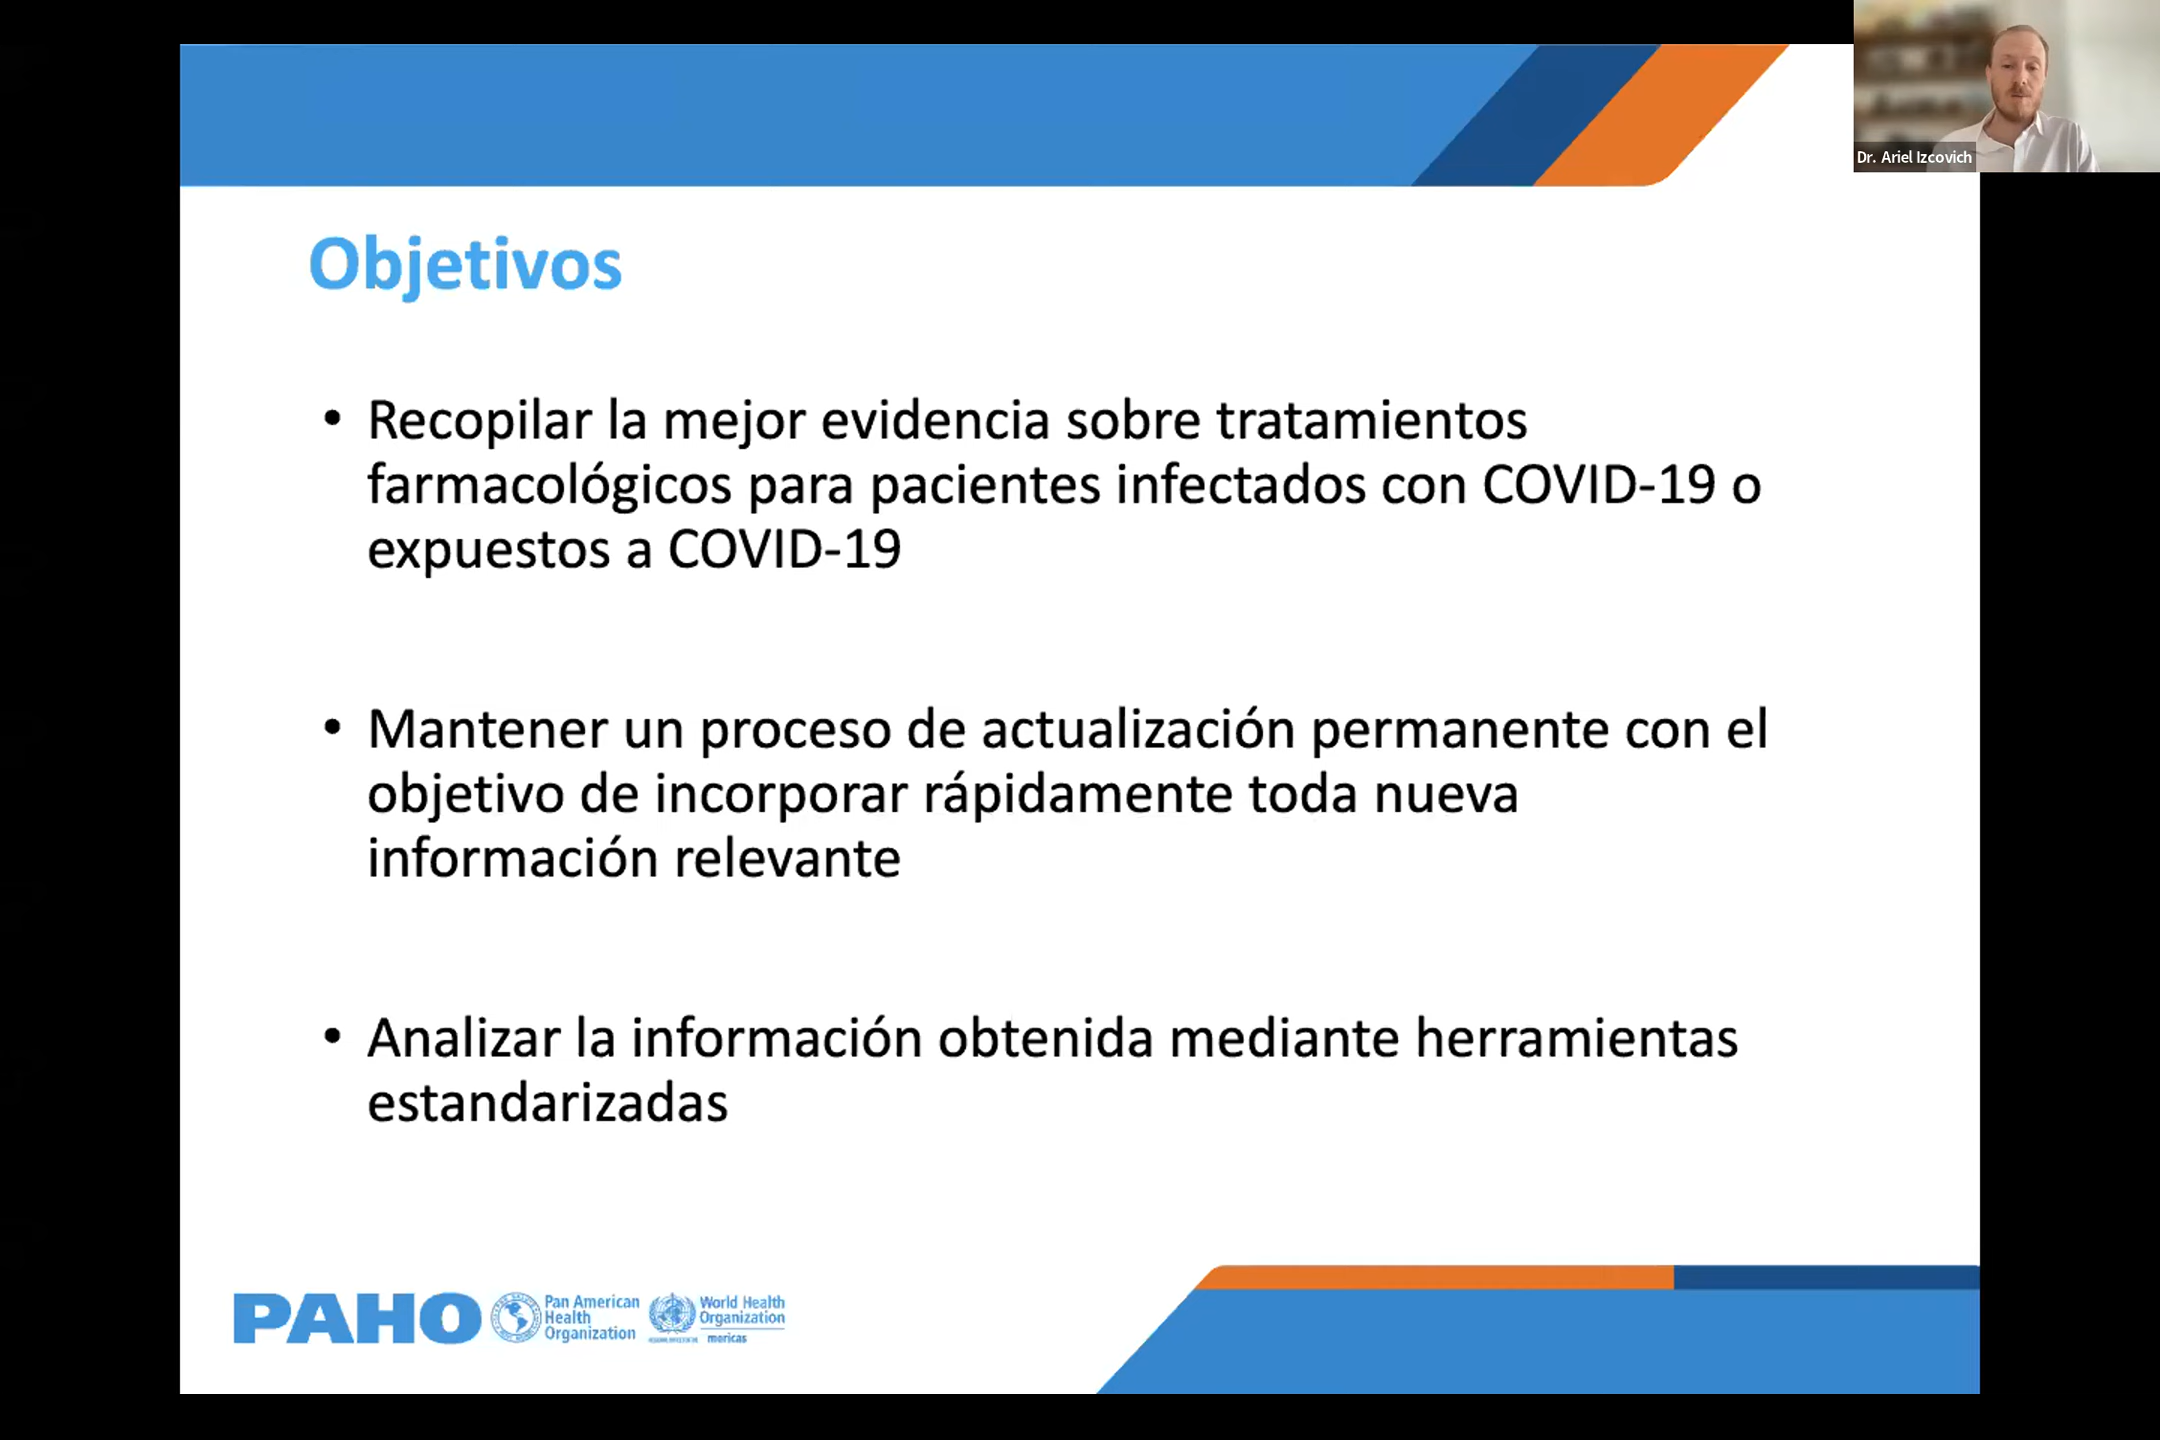 Dr. Ariel Izcovich
Objetivos
• Recopilar la mejor evidencia sobre tratamientos
farmacológicos para pacientes infectados con COVID-19 o
expuestos a COVID-19
• Mantener un proceso de actualización permanente con el
objetivo de incorporar rápidamente toda nueva
información relevante
• Analizar la información obtenida mediante herramientas
estandarizadas
PAHO
Pan American
Health
Organization
World Health
Organization
mericas